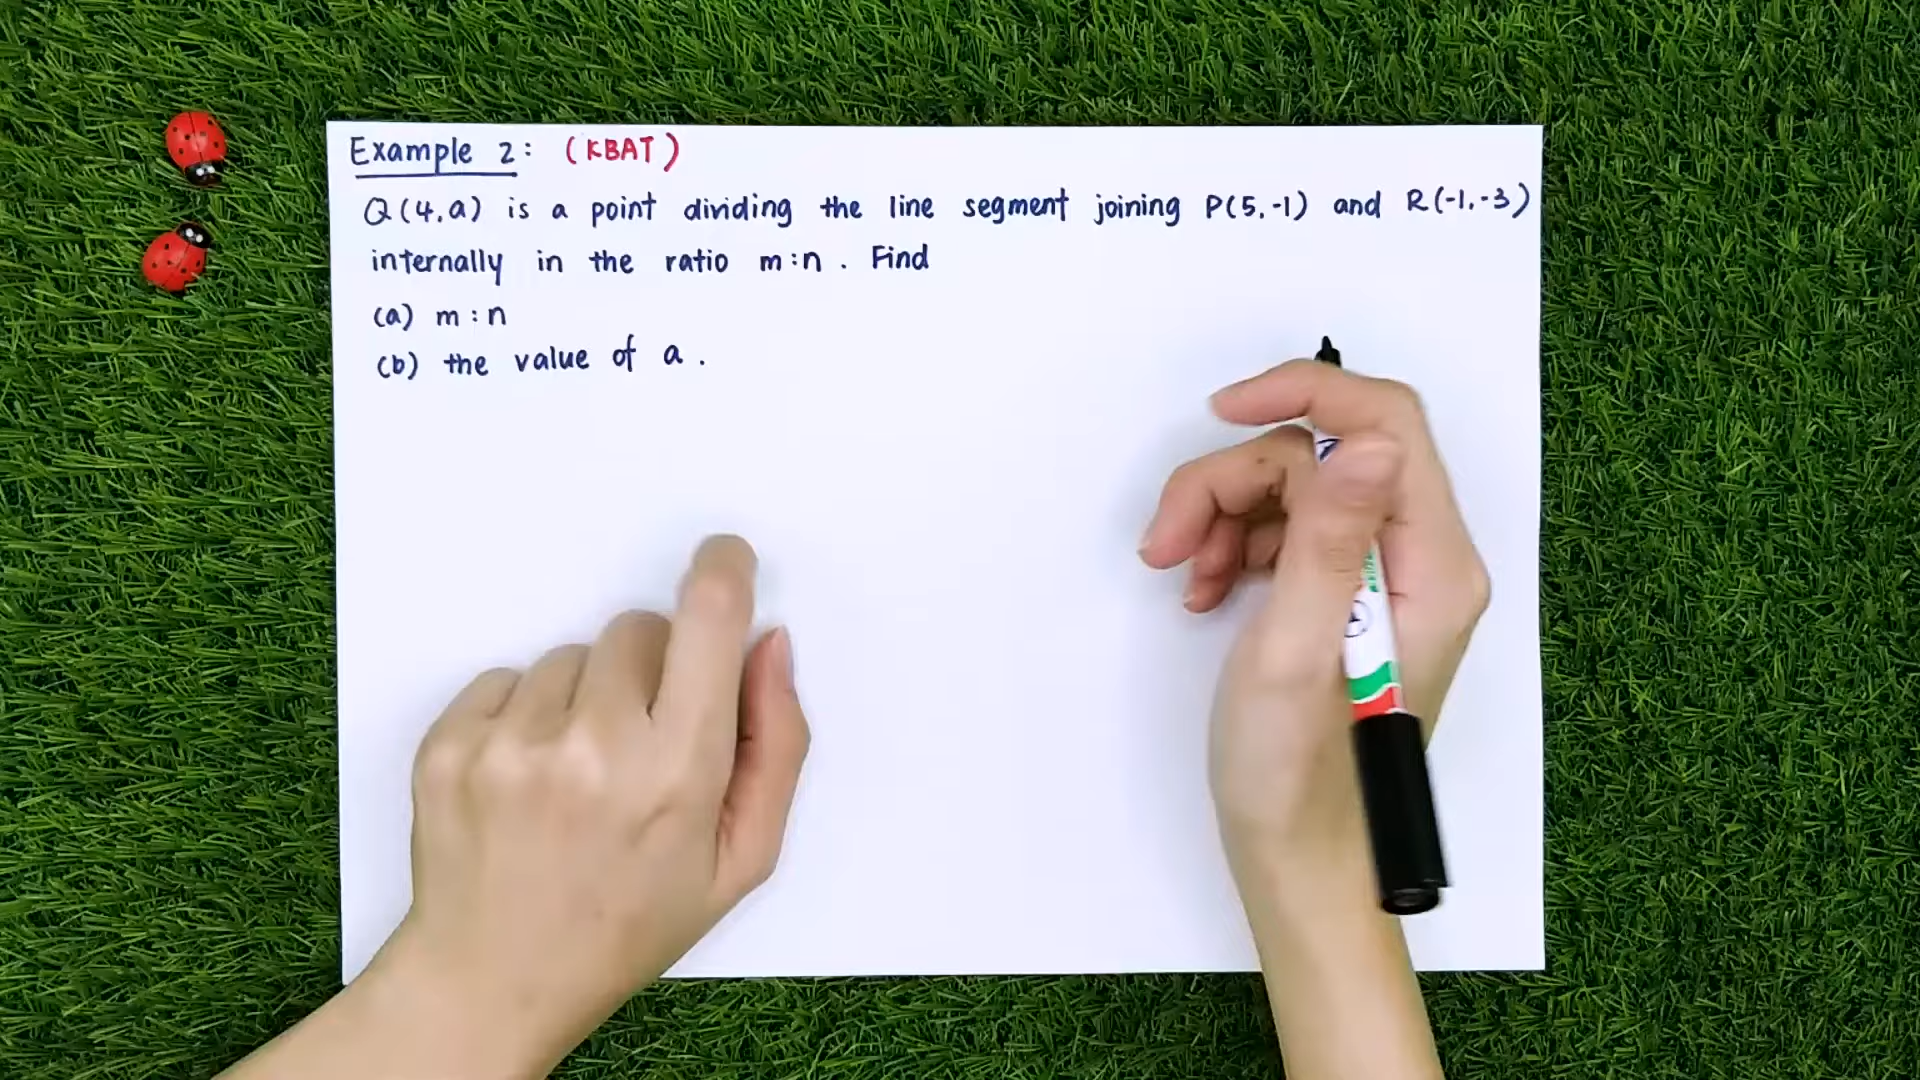 Example 2: (KBAT)
Q(4,a) is a point dividing the line segment joining P(5,-1) and R(-1,-3)
internally in the ratio m:n. Find
(a) m:n
(b) the value of a.